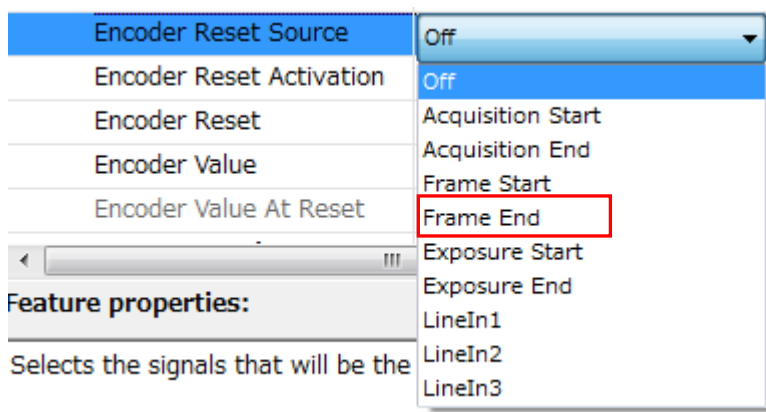 Encoder Reset Source
Off
Encoder Reset Activation
Off
Encoder Reset
Acquisition Start
Encoder Value
Acquisition End
Encoder Value At Reset
Frame Start
Frame End
Exposure Start
Exposure End
LineIn1
LineIn2
LineIn3
Feature properties:
Selects the signals that will be the